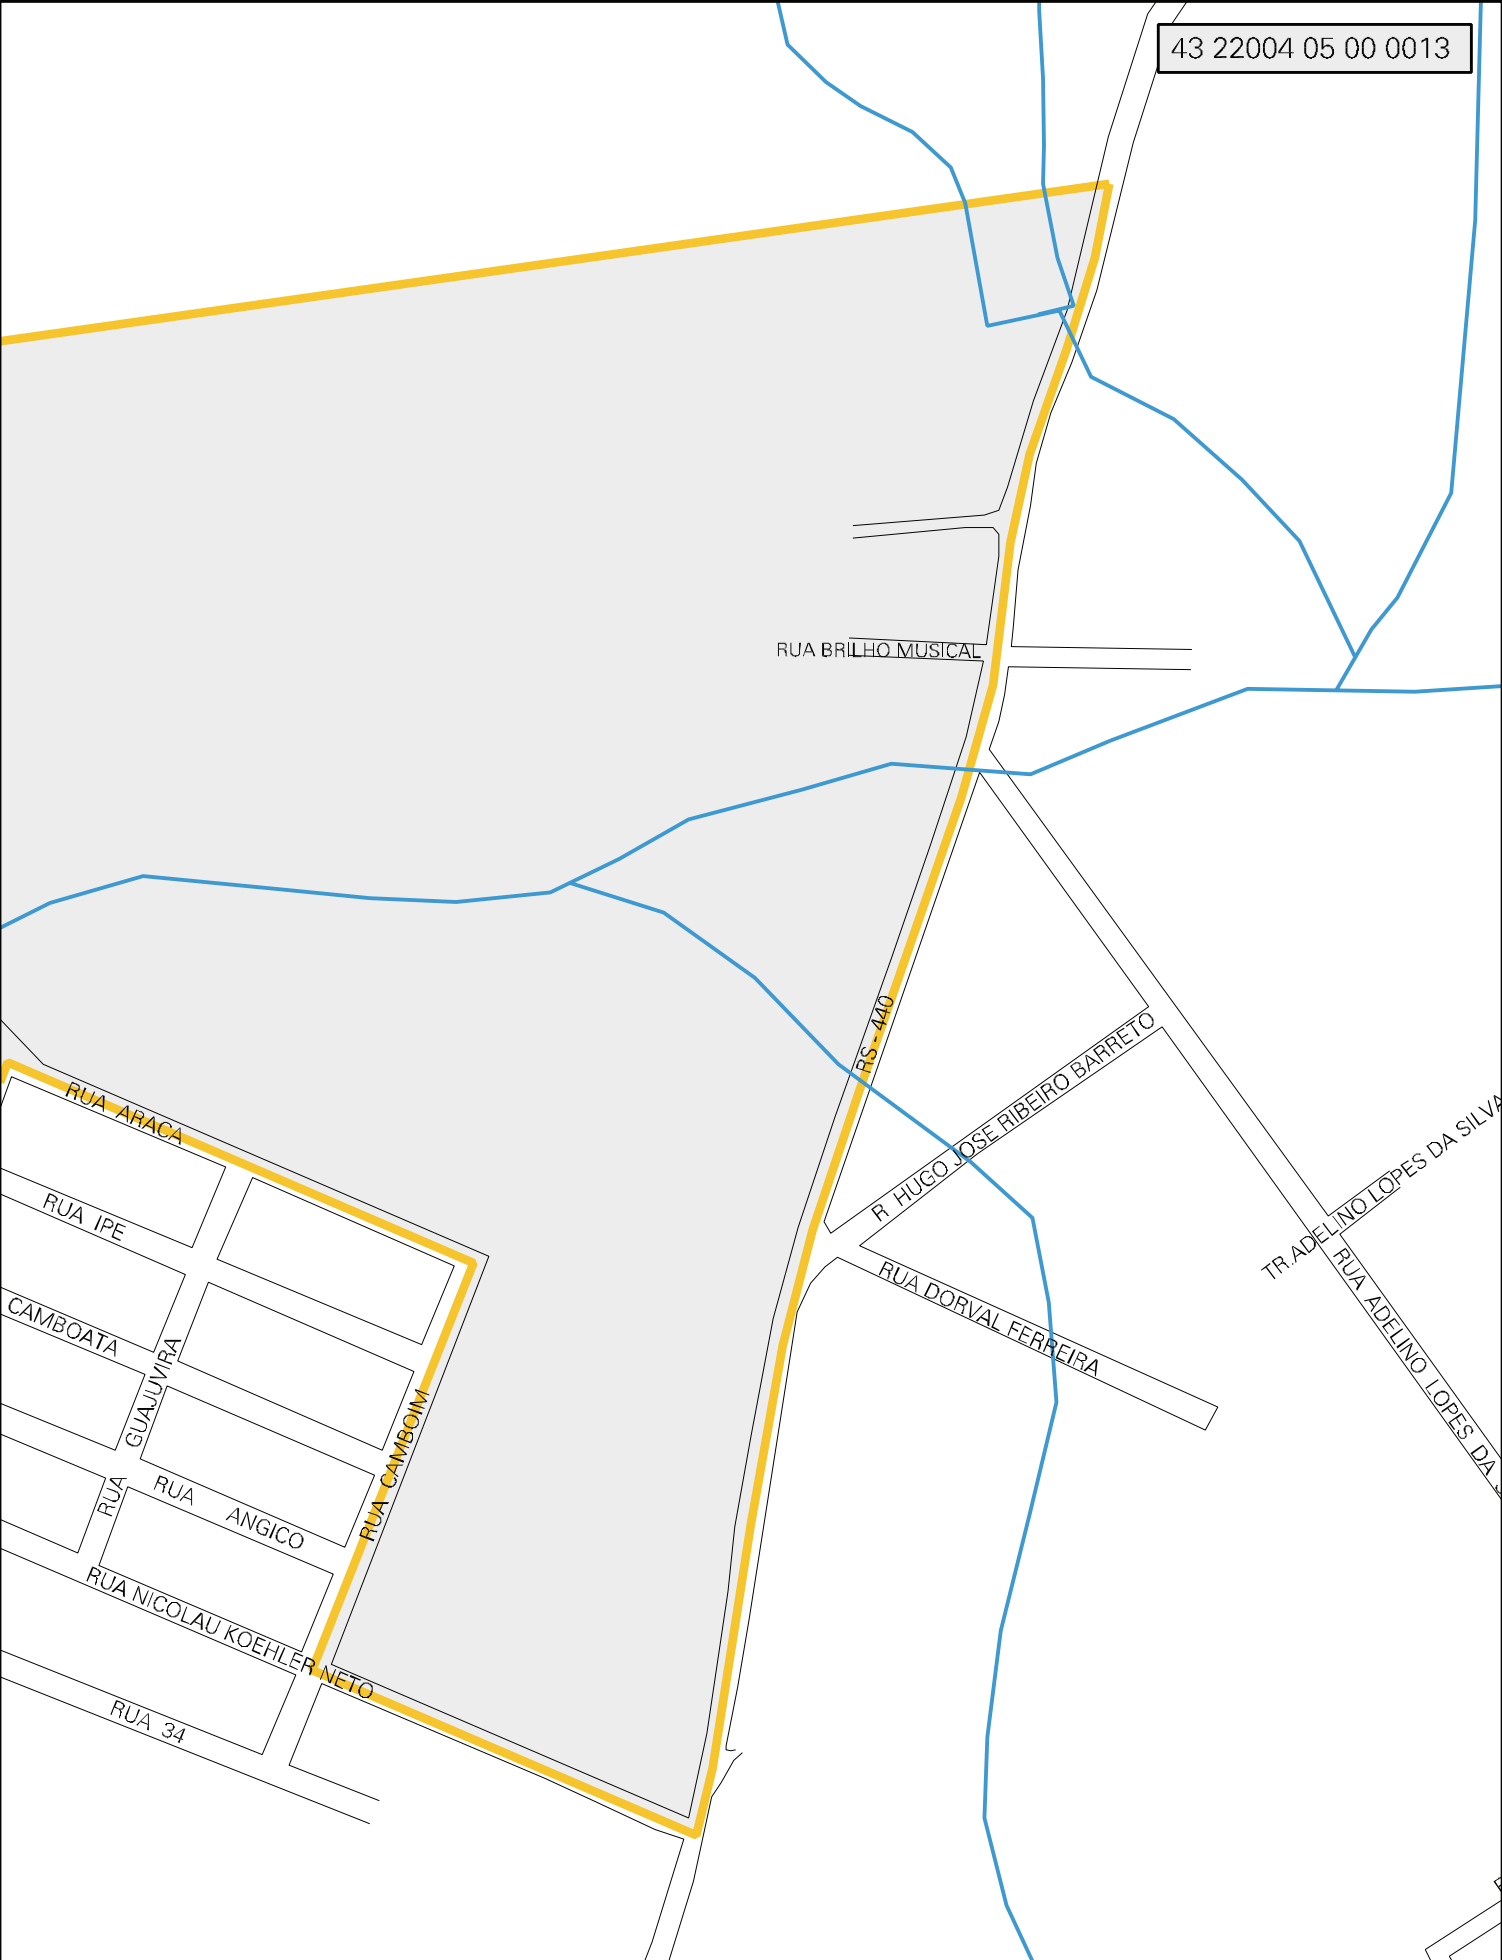 43 22004 05 00 0013
RUA BRILHO MUSICAL
RS - 440
R HUGO JOSE RIBEIRO BARRETO
RUA ARACA
TR.ADELINO LOPES DA SILVA
RUA IPE
RUA DORVAL FERREIRA
CAMBOATA
RUA GUAJUVIRA
RUA ADELINO LOPES DA
RUA CAMBOIM
RUA ANGICO
RUA NICOLAU KOEHLER NETO
RUA 34